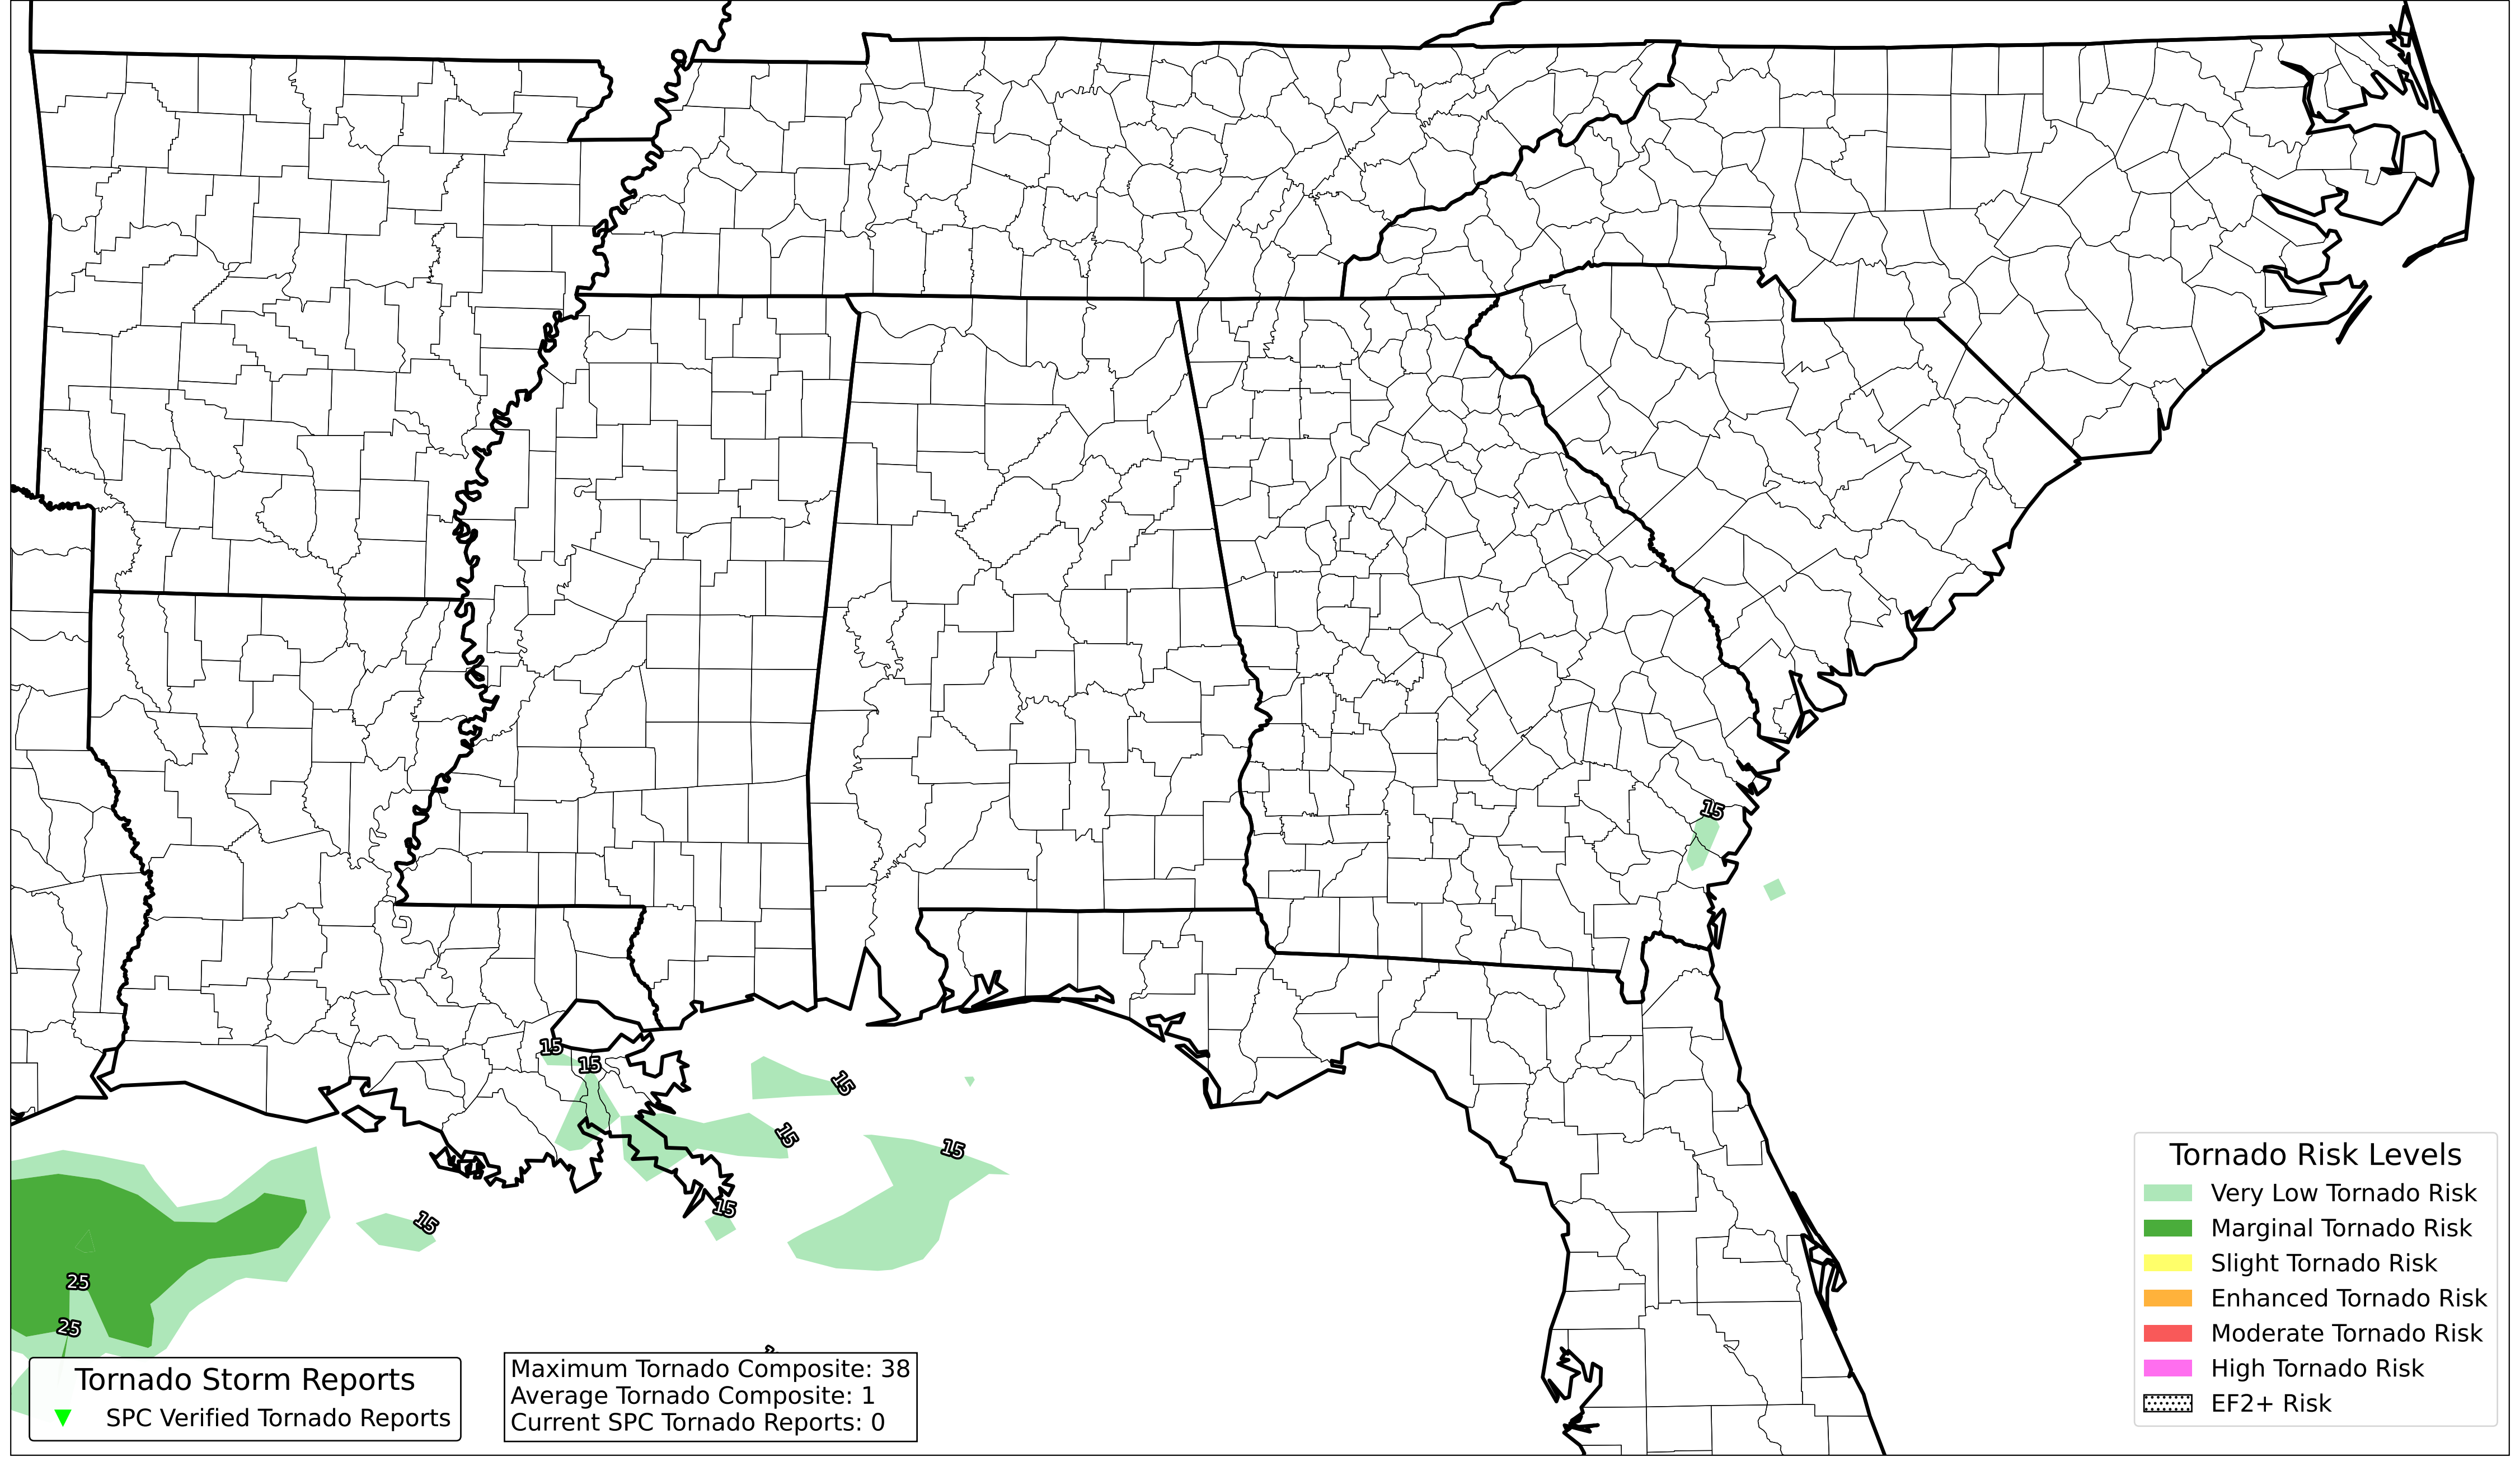 15
15
15
15
15
15
15
15
25
25
Tornado Storm Reports
SPC Verified Tornado Reports
Maximum Tornado Composite: 38
Average Tornado Composite: 1
Current SPC Tornado Reports: 0
Tornado Risk Levels
Very Low Tornado Risk
Marginal Tornado Risk
Slight Tornado Risk
Enhanced Tornado Risk
Moderate Tornado Risk
High Tornado Risk
EF2+ Risk